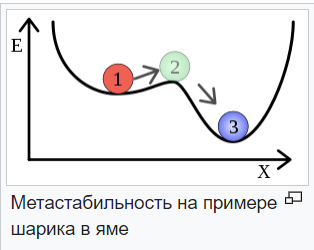 E
1
2
3
X
Метастабильность на примере
шарика в яме